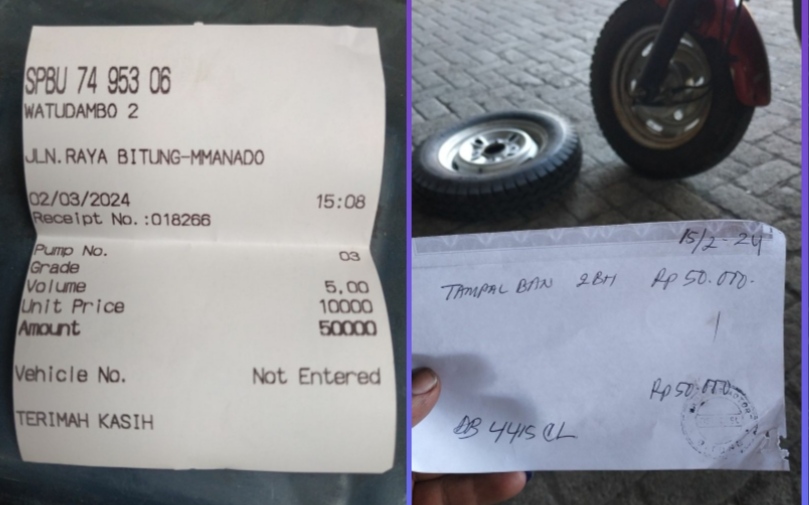 SPBU 74 953 06
WATUDAMBO 2
JLN.RAYA BITUNG-MMANADO
02/03/2024 15:08
Receipt No.:018266
Pump No. 03
Grade
Volume 5,00
Unit Price 10000
Amount 50000
Vehicle No. Not Entered
TERIMAH KASIH
15/2-24
TAMPAL BAN 2BH Rp 50.000.
Rp 50.000
DB 4415 CL